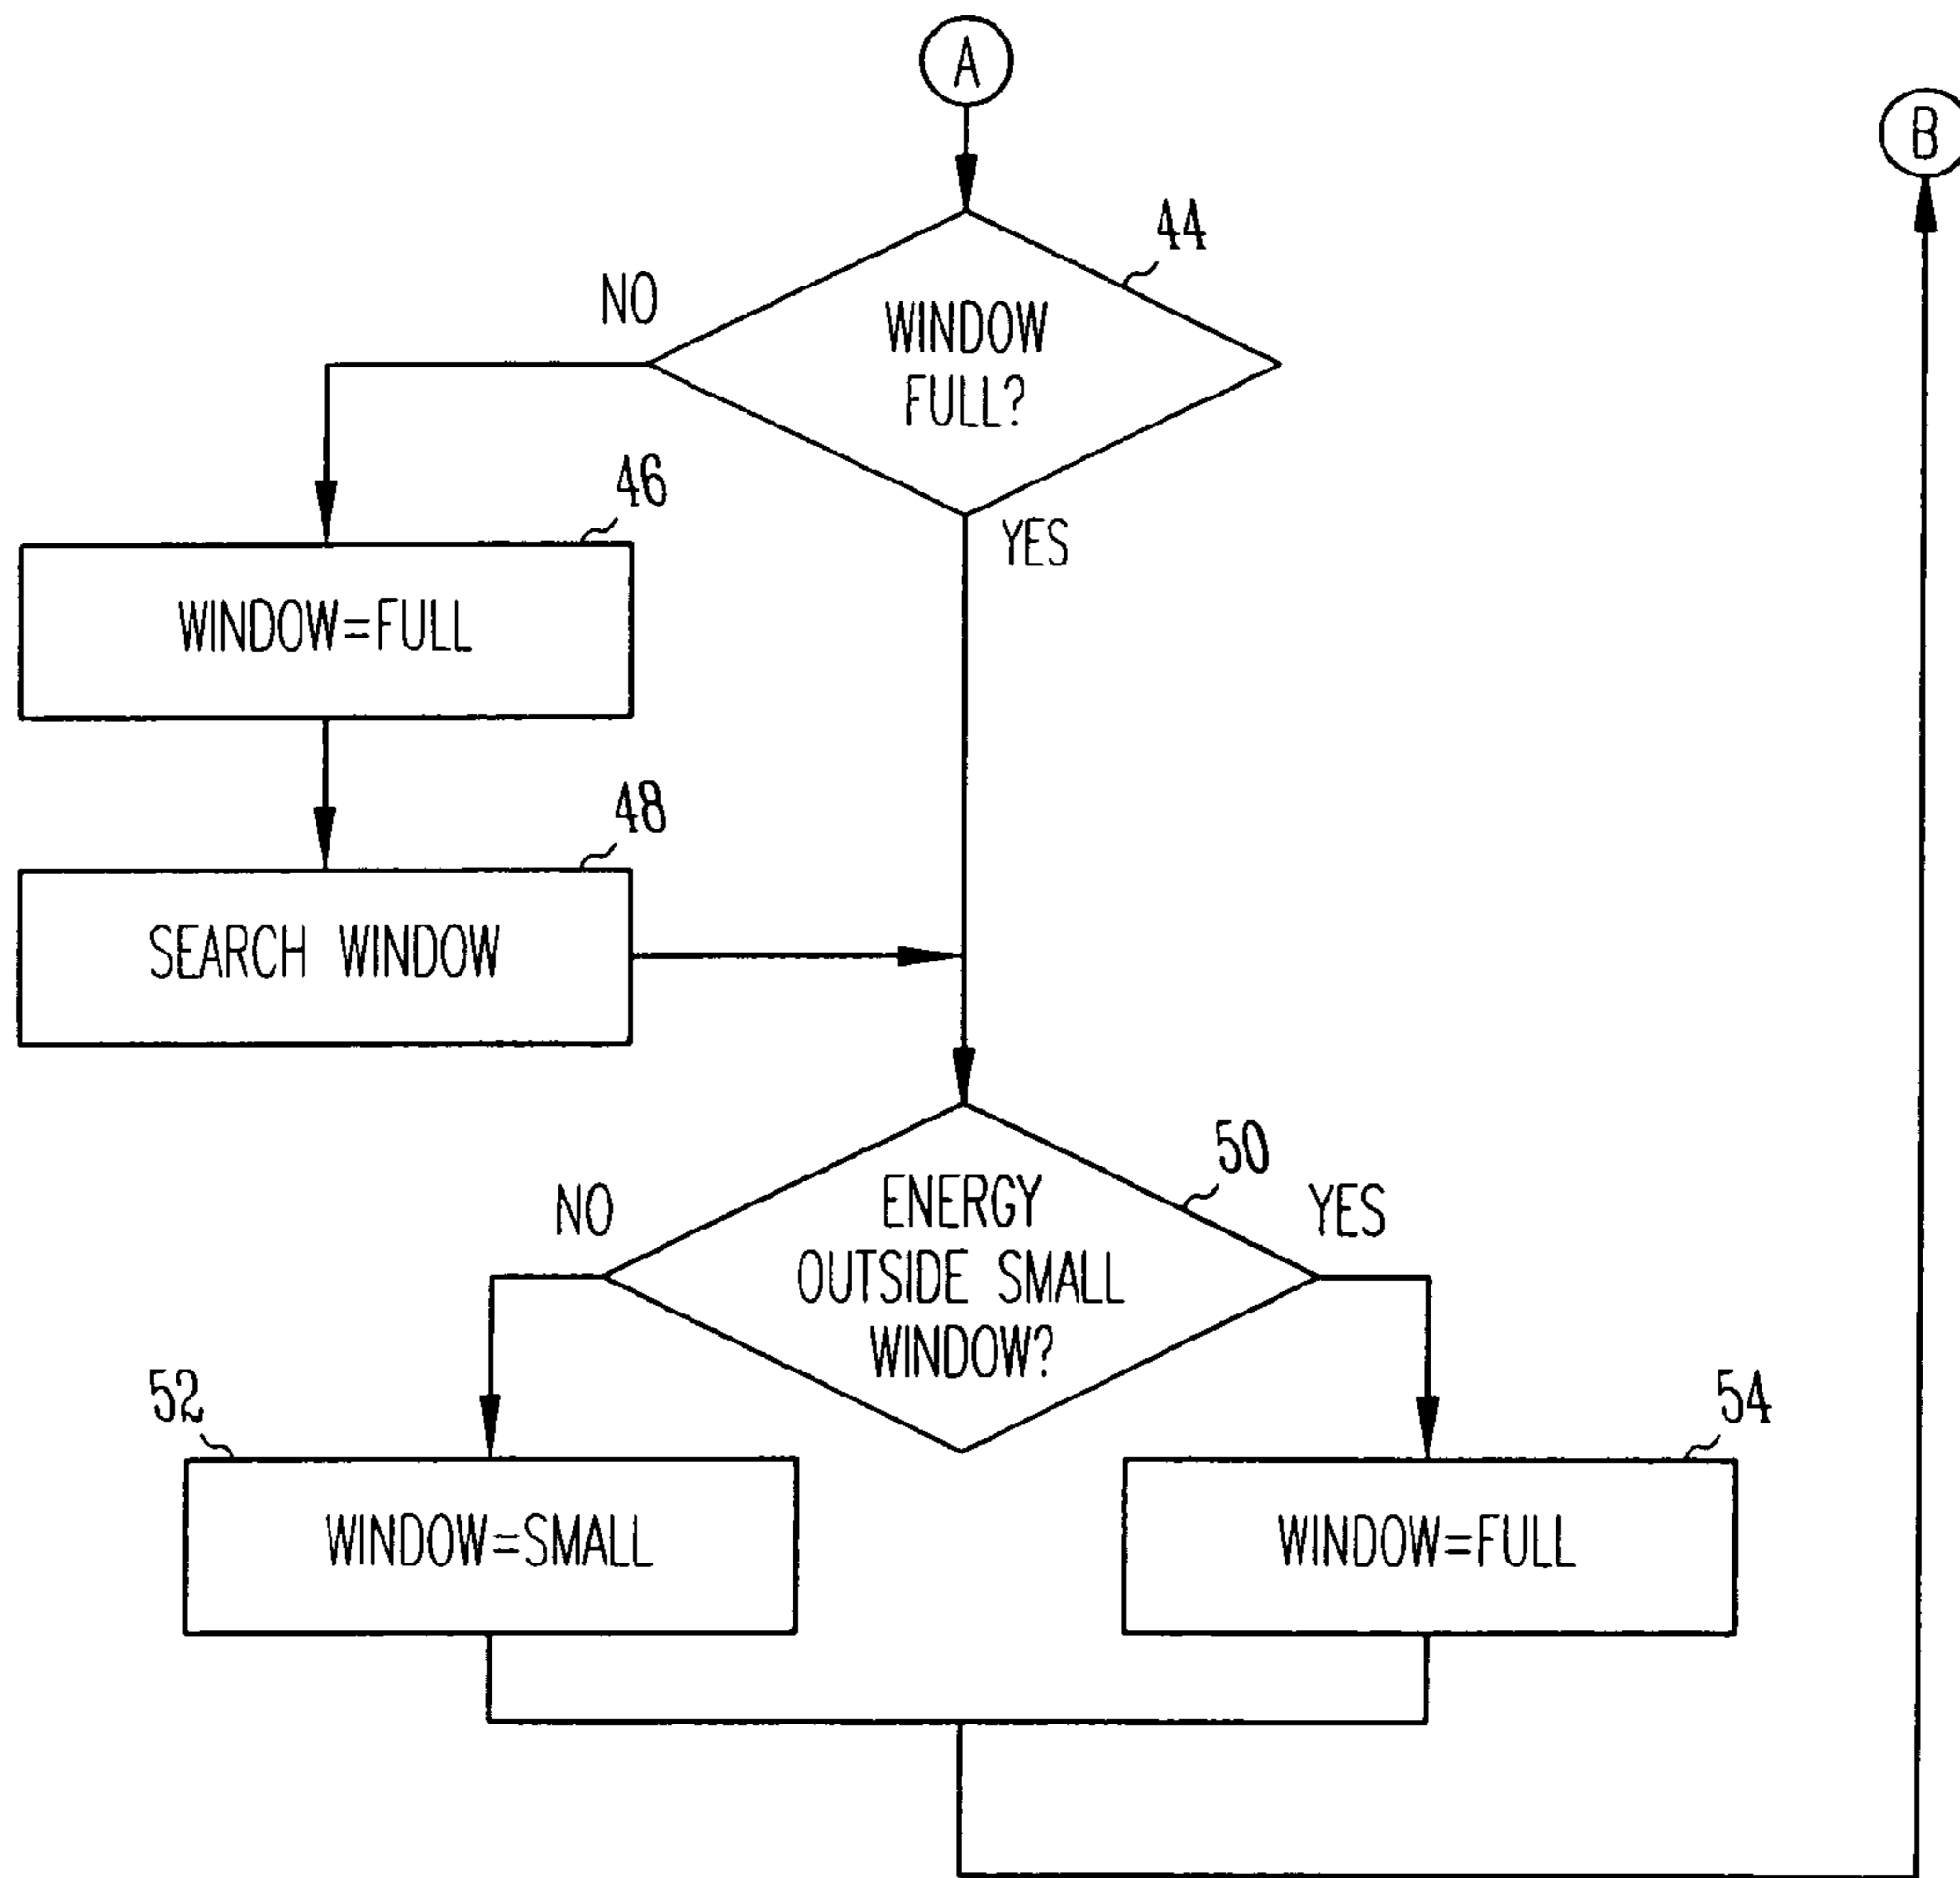 A
B
44
NO
WINDOW
FULL?
46
YES
WINDOW=FULL
48
SEARCH WINDOW
50
NO
YES
ENERGY
OUTSIDE SMALL
WINDOW?
52
54
WINDOW=SMALL
WINDOW=FULL